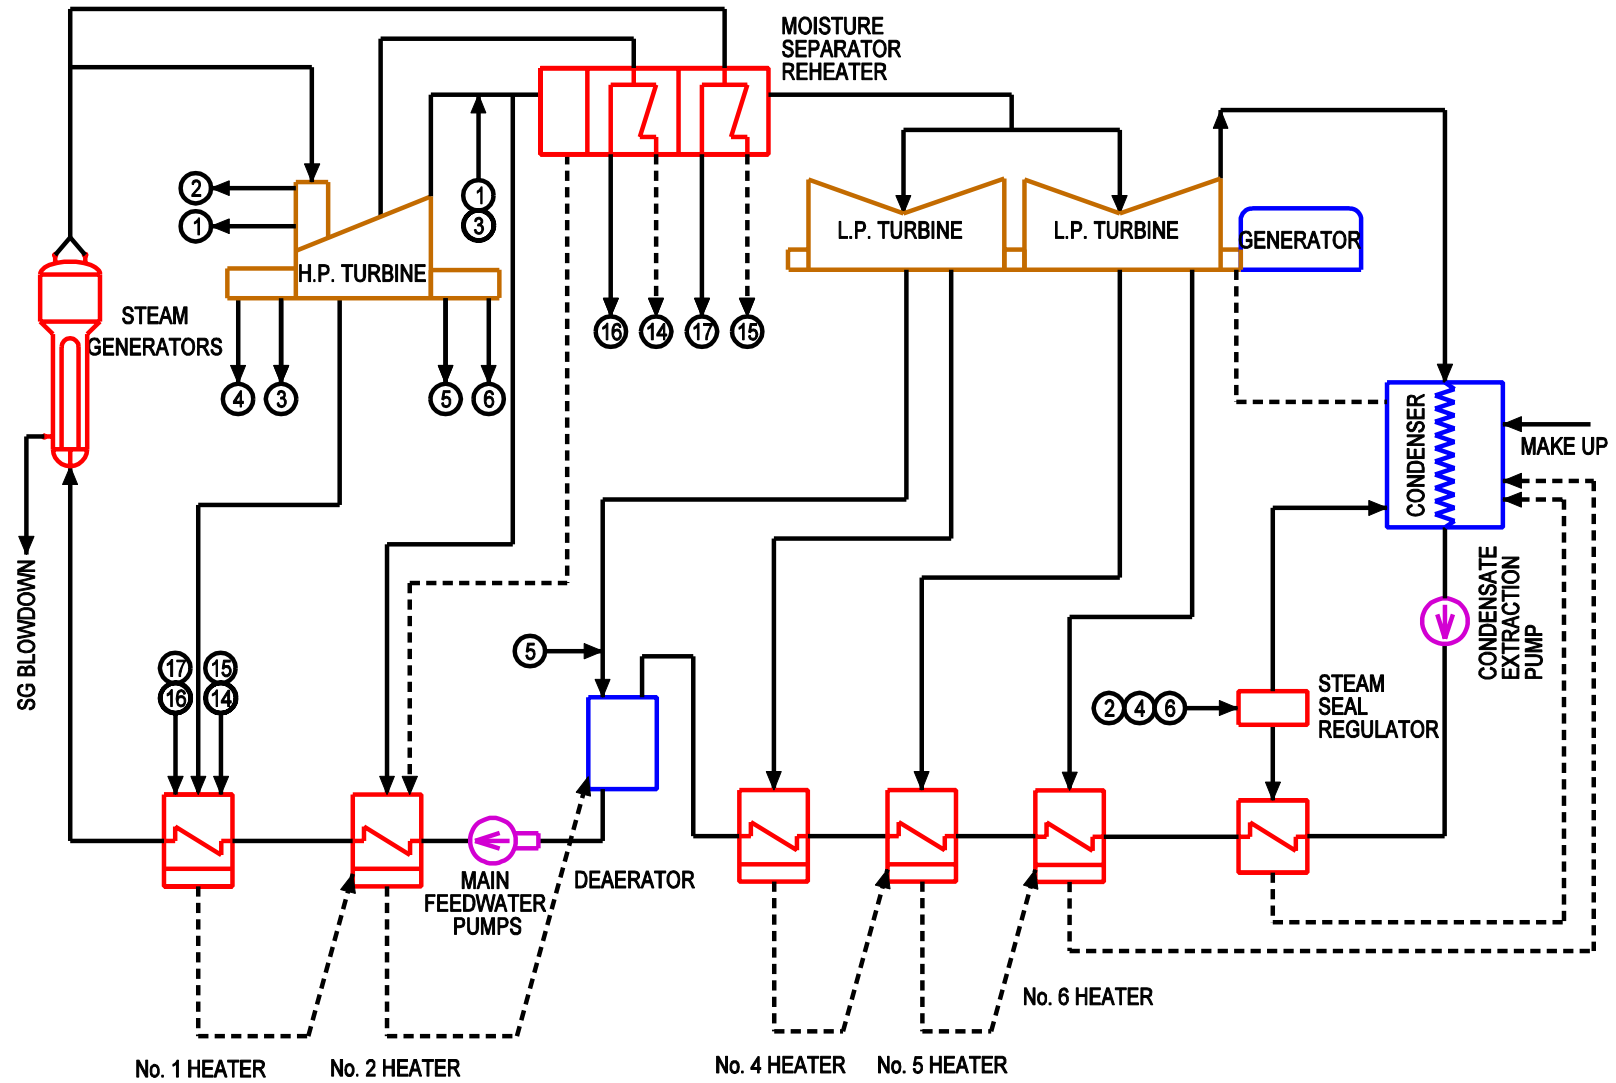 MOISTURE
SEPARATOR
REHEATER
2
1
1
3
H.P. TURBINE
L.P. TURBINE
L.P. TURBINE
GENERATOR
STEAM
GENERATORS
16
14
17
15
4
3
5
6
CONDENSER
MAKE UP
SG BLOWDOWN
CONDENSATE
EXTRACTION
PUMP
5
17
16
15
14
2 4 6
STEAM
SEAL
REGULATOR
MAIN
FEEDWATER
PUMPS
DEAERATOR
No. 6 HEATER
No. 1 HEATER
No. 2 HEATER
No. 4 HEATER
No. 5 HEATER